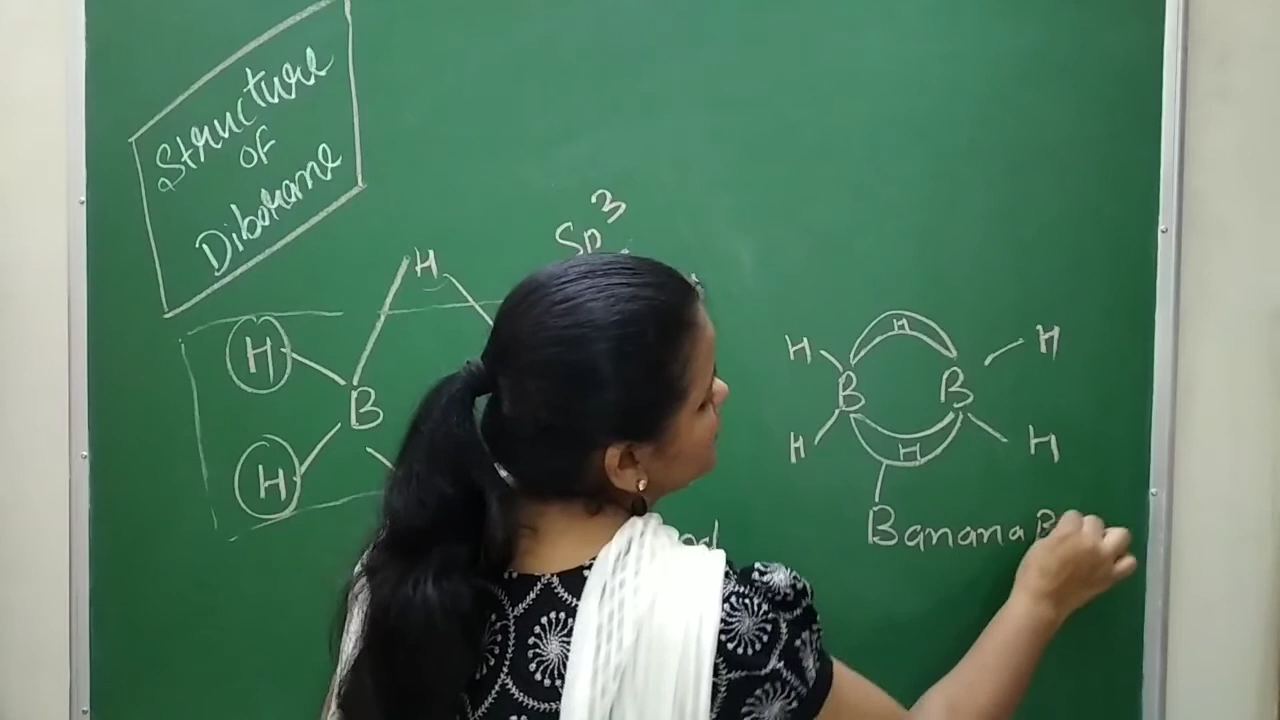 Structure
of
Diborane
Sp3
H
H
B
H
H H H
B B
H H H
Banana B